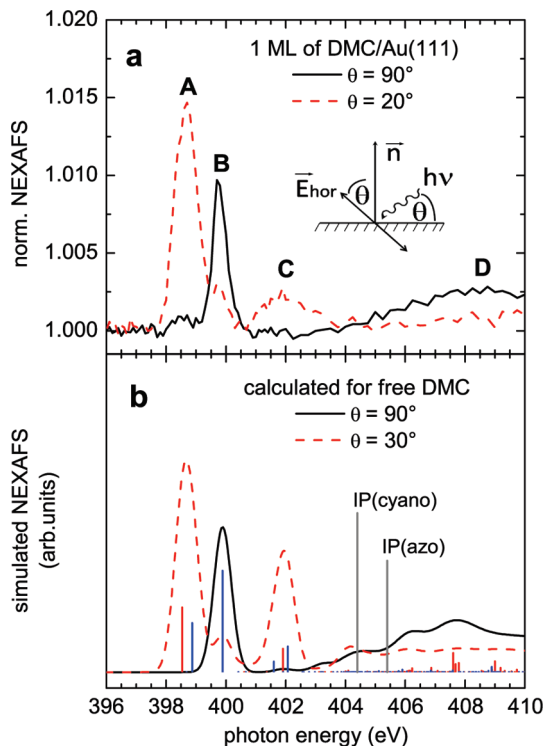 1.020
1.015
1.010
1.005
1.000
norm. NEXAFS
a
1 ML of DMC/Au(111)
θ = 90°
θ = 20°
A
B
C
D
n
E hor
θ
hν
θ
b
calculated for free DMC
θ = 90°
θ = 30°
IP(cyano)
IP(azo)
simulated NEXAFS
(arb.units)
396 398 400 402 404 406 408 410
photon energy (eV)